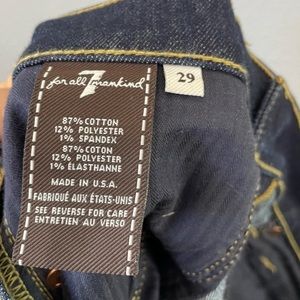 for all 7 mankind
29
87% COTTON
12% POLYESTER
1% SPANDEX
87% COTON
12% POLYESTER
1% ÉLASTHANNE
MADE IN U.S.A.
FABRIQUÉ AUX ÉTATS-UNIS
SEE REVERSE FOR CARE
ENTRETIEN AU VERSO